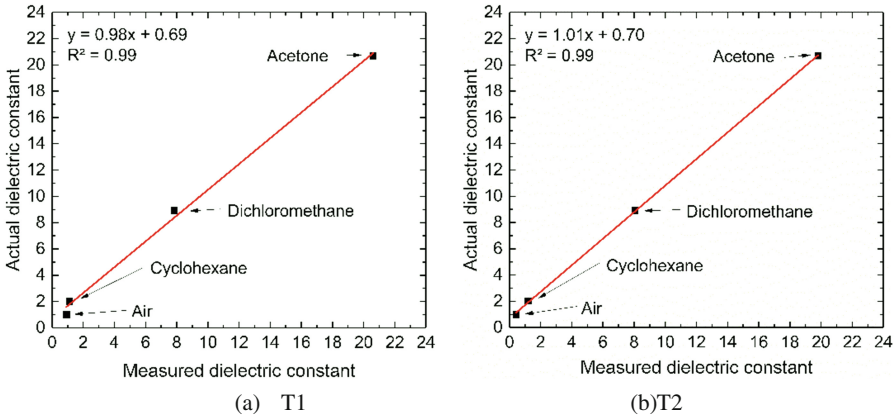 y = 0.98x + 0.69
R² = 0.99
Acetone
Dichloromethane
Cyclohexane
Air
Actual dielectric constant
24
22
20
18
16
14
12
10
8
6
4
2
0
0 2 4 6 8 10 12 14 16 18 20 22 24
Measured dielectric constant
(a) T1
y = 1.01x + 0.70
R² = 0.99
Acetone
Dichloromethane
Cyclohexane
Air
Actual dielectric constant
24
22
20
18
16
14
12
10
8
6
4
2
0
0 2 4 6 8 10 12 14 16 18 20 22 24
Measured dielectric constant
(b)T2